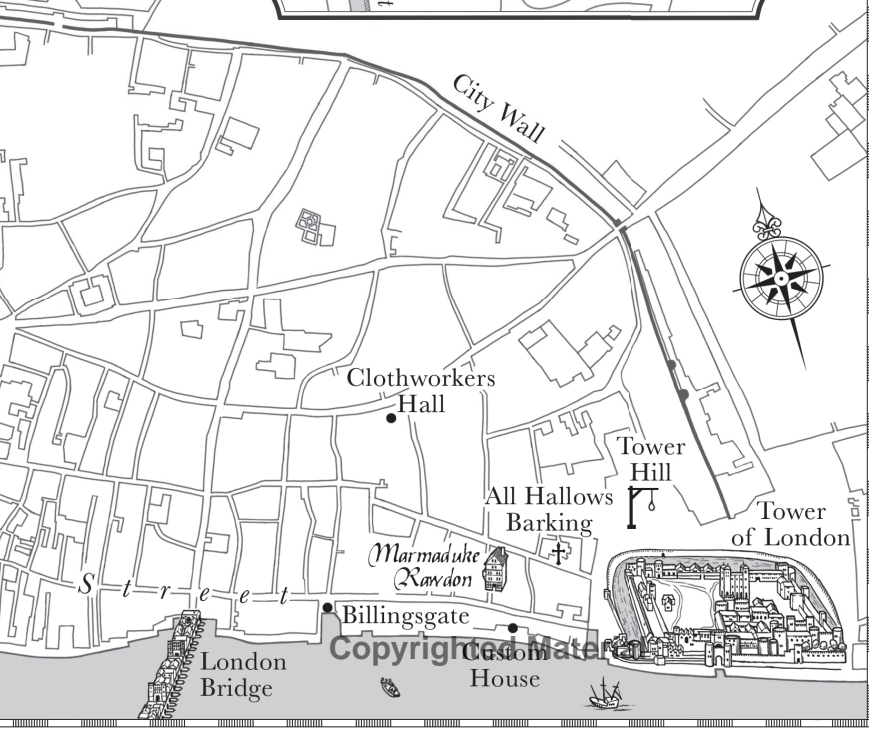 City Wall
Clothworkers
Hall
Tower
Hill
All Hallows
Barking
Tower
of London
Marmaduke
Rawdon
Street
Billingsgate
Copyrighted Material
Custom
House
London
Bridge